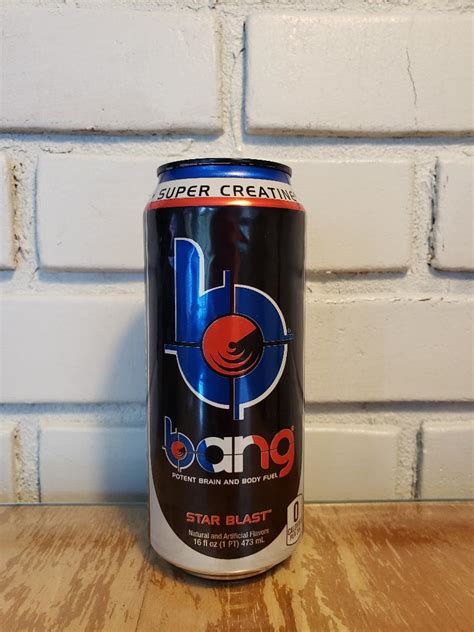 SUPER CREATINE
b
bang
POTENT BRAIN AND BODY FUEL
STAR BLAST
0
Natural and Artificial Flavors
16 fl oz (1 PT) 473 mL